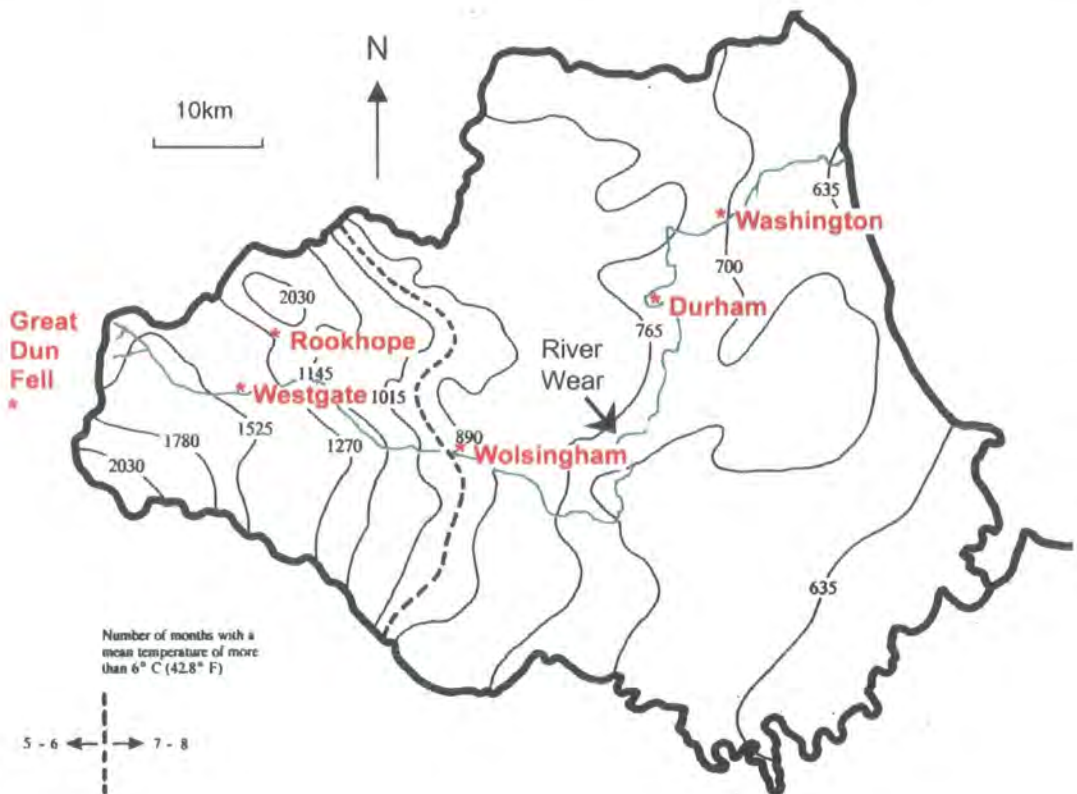 N
10km
635
* Washington
700
2030
* Durham
765
Great
Dun
Fell
*
* Rookhope
1145
River
Wear
* Westgate
1015
1525
890
1780
1270
* Wolsingham
2030
635
Number of months with a
mean temperature of more
than 6° C (42.8° F)
5 - 6
7 - 8